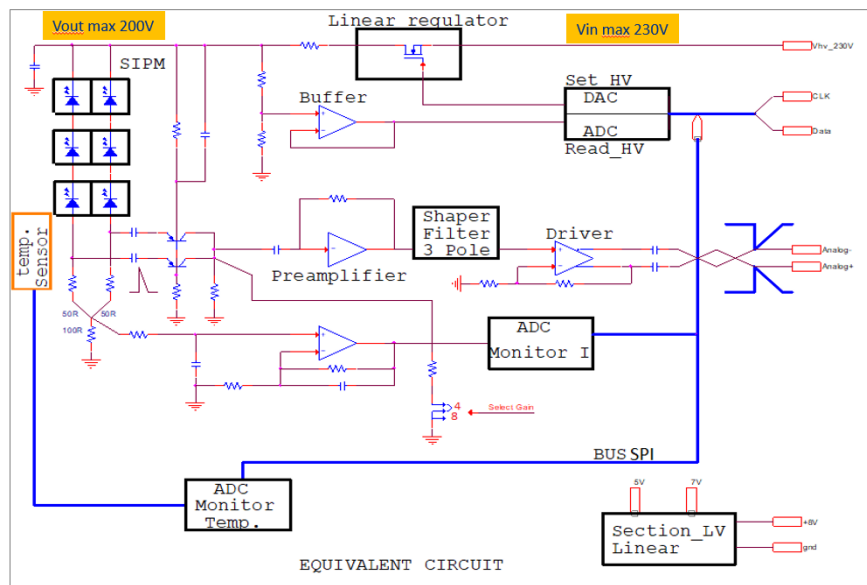 Vout max 200V
Linear regulator
Vin max 230V
Vhv_230V
SIPM
Set_HV
DAC
CLK
Buffer
ADC
Data
Read_HV
temp.
Sensor
Shaper
Filter
3 Pole
Driver
Preamplifier
Analog-
Analog+
50R
50R
100R
ADC
Monitor I
4
8
Select Gain
BUS SPI
ADC
Monitor
Temp.
5V
7V
Section_LV
Linear
+8V
gnd
EQUIVALENT CIRCUIT